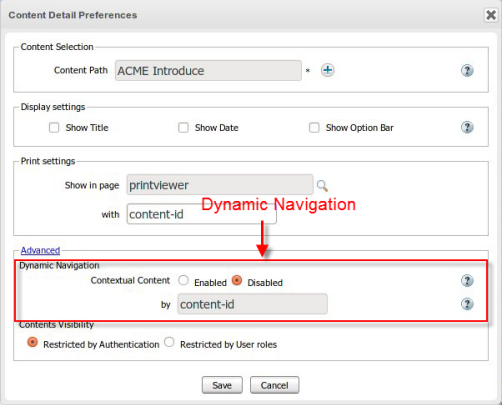 Content Detail Preferences
Content Selection
Content Path ACME Introduce *
Display settings
Show Title Show Date Show Option Bar
Print settings
Show in page printviewer
with content-id
Dynamic Navigation
Advanced
Dynamic Navigation
Contextual Content Enabled Disabled
by content-id
Contents Visibility
Restricted by Authentication Restricted by User roles
Save Cancel